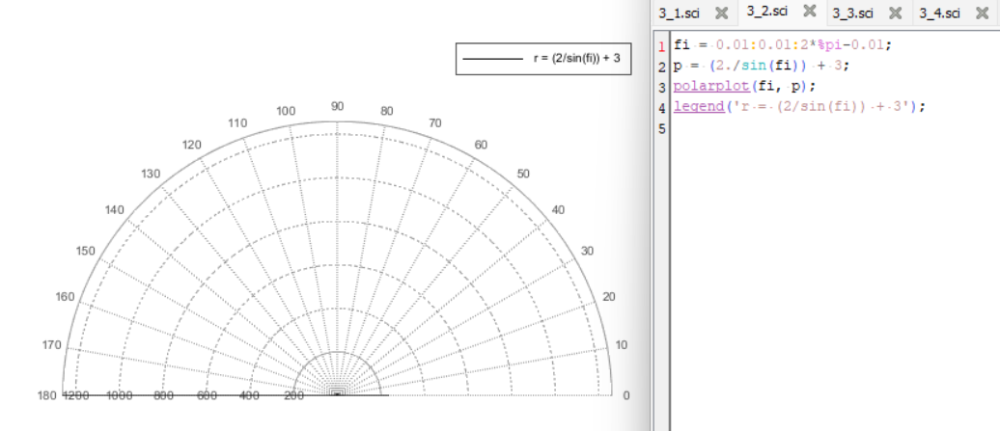 3_1.sci 3_2.sci 3_3.sci 3_4.sci
r = (2/sin(fi)) + 3
90
100 80
110 70
120 60
130 50
140 40
150 30
160 20
170 10
180 1200 1000 800 600 400 200 0
1 fi = 0.01:0.01:2*%pi-0.01;
2 p = (2./sin(fi)) + 3;
3 polarplot(fi, p);
4 legend('r = (2/sin(fi)) + 3');
5